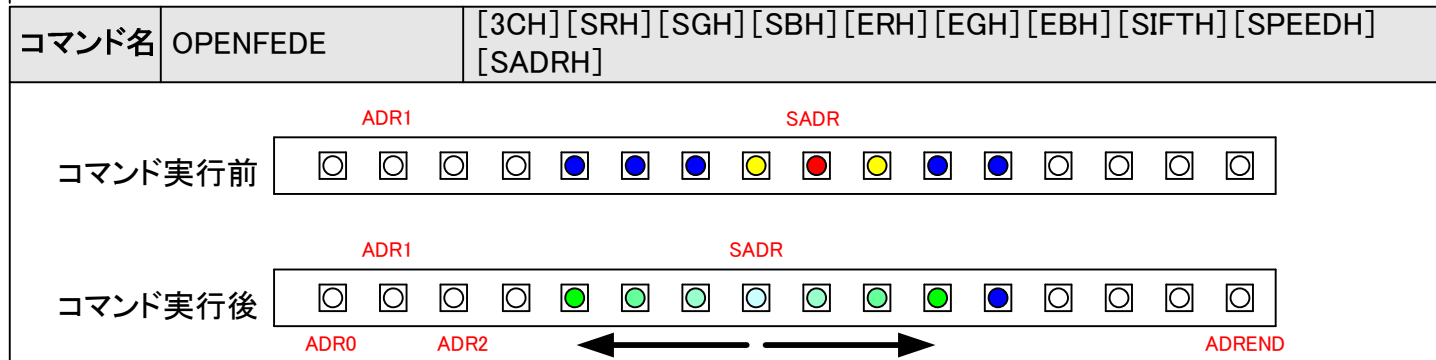 コマンド名 OPENFEDE [3CH][SRH][SGH][SBH][ERH][EGH][EBH][SIFTH][SPEEDH]
[SADRH]
ADR1 SADR
コマンド実行前
ADR1 SADR
コマンド実行後
ADR0 ADR2 ADREND